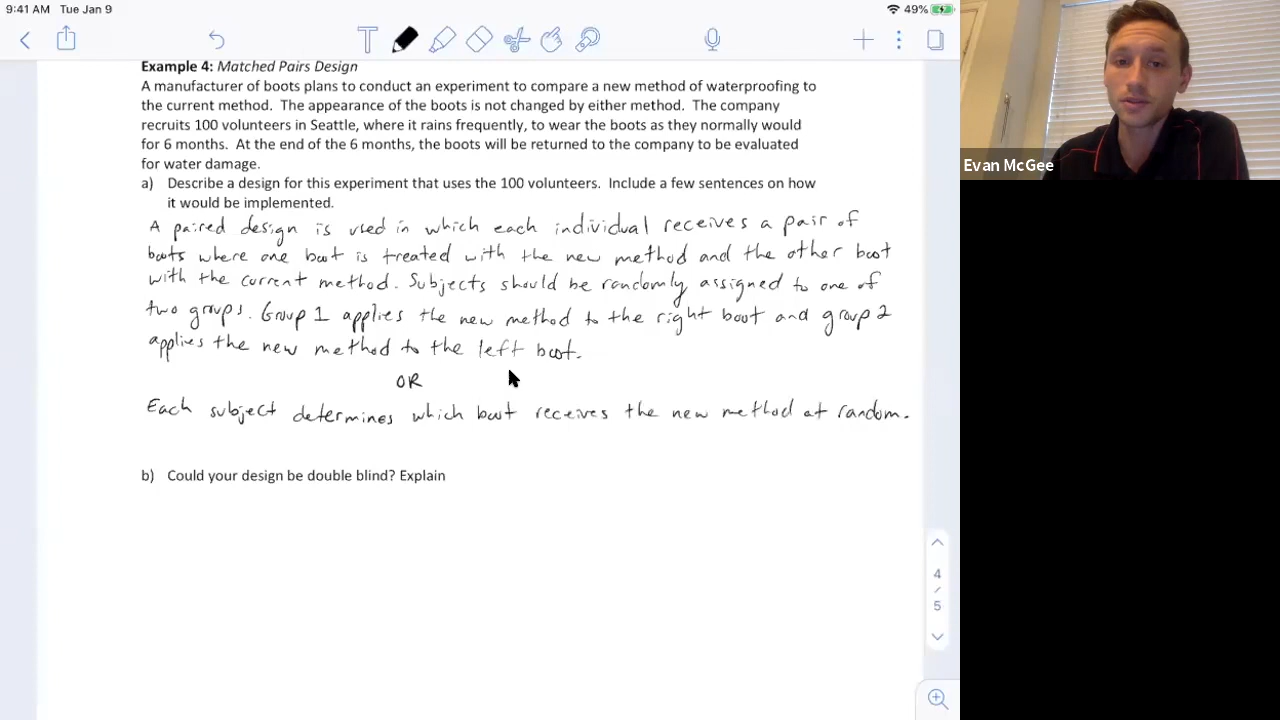 9:41 AM Tue Jan 9
49%
Example 4: Matched Pairs Design
A manufacturer of boots plans to conduct an experiment to compare a new method of waterproofing to
the current method. The appearance of the boots is not changed by either method. The company
recruits 100 volunteers in Seattle, where it rains frequently, to wear the boots as they normally would
for 6 months. At the end of the 6 months, the boots will be returned to the company to be evaluated
for water damage.
a) Describe a design for this experiment that uses the 100 volunteers. Include a few sentences on how
it would be implemented.
A paired design is used in which each individual receives a pair of
boots where one boot is treated with the new method and the other boot
with the current method. Subjects should be randomly assigned to one of
two groups. Group 1 applies the new method to the right boot and group 2
applies the new method to the left boot.
OR
Each subject determines which boot receives the new method at random.
b) Could your design be double blind? Explain
4
/
5
Evan McGee